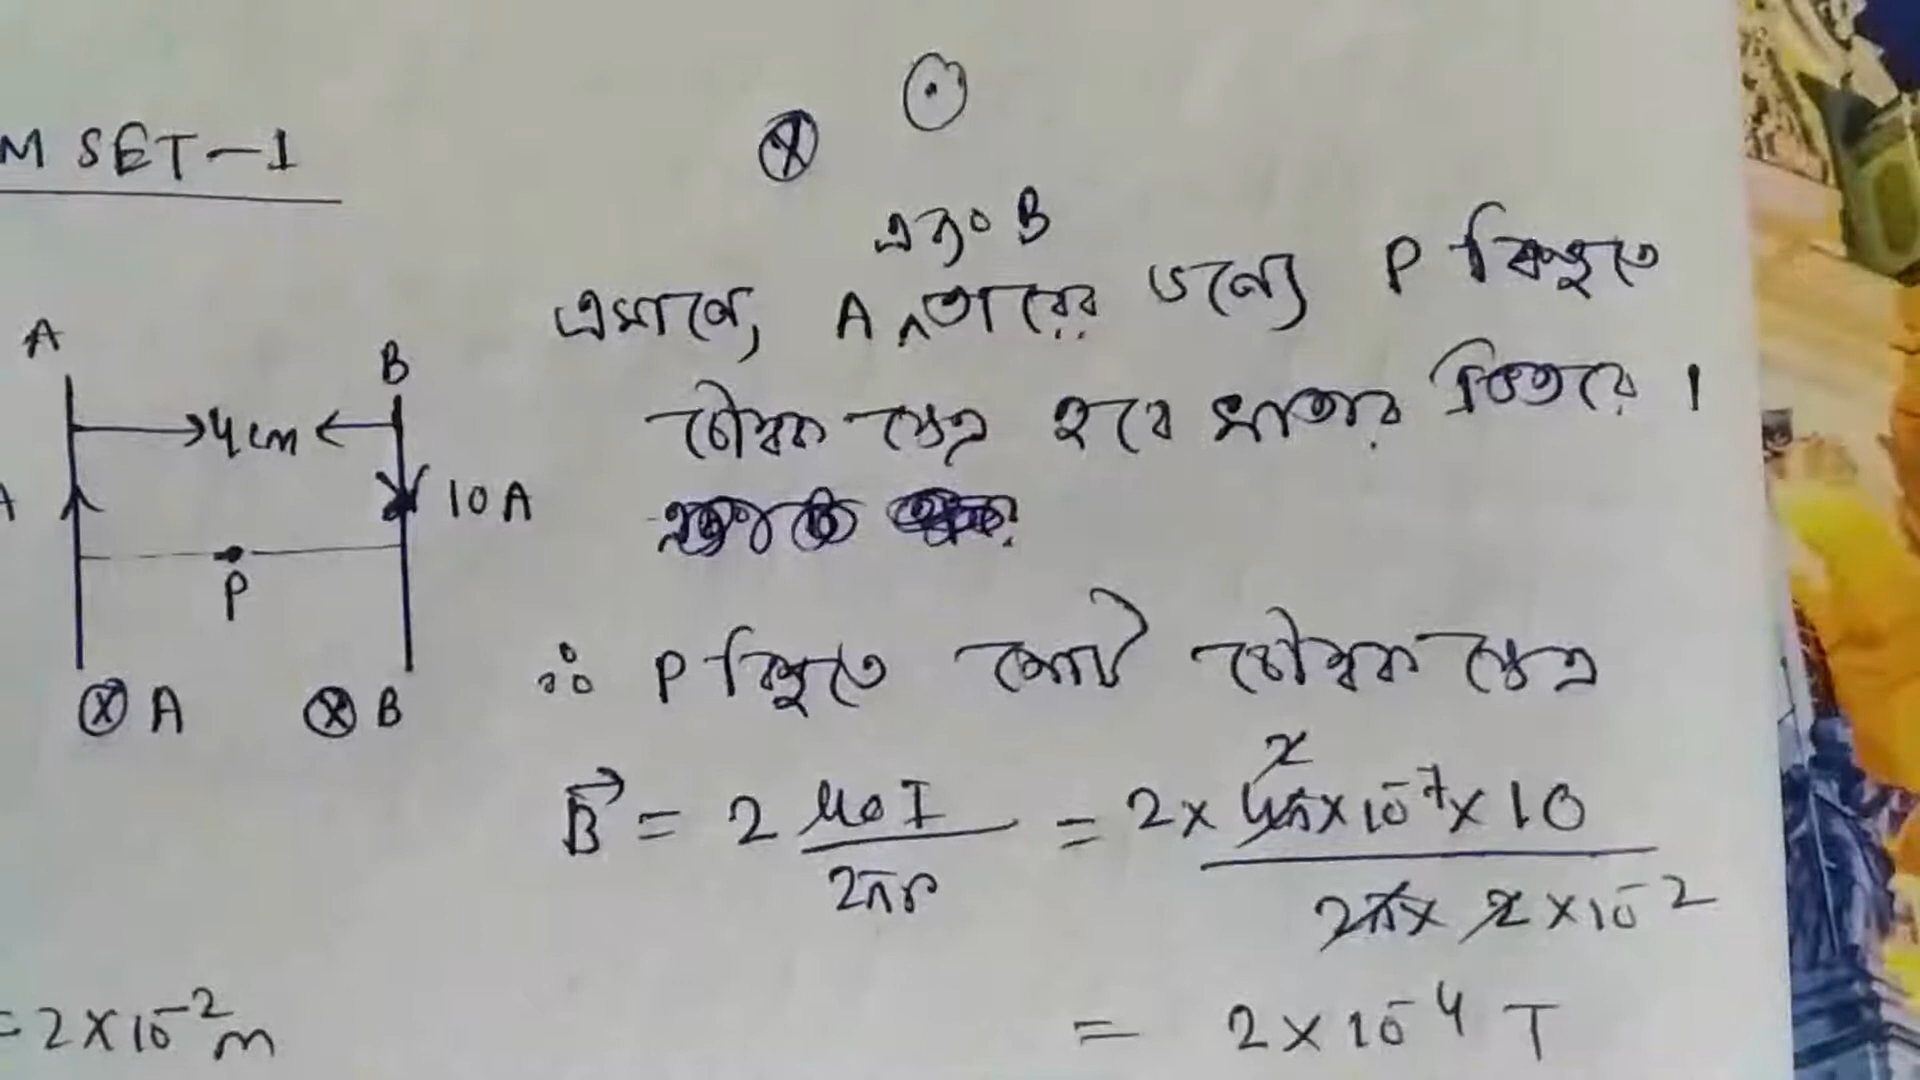 M SET-1
এবং B
এখানে, A তারের জন্যে P বিন্দুতে
চৌম্বক ক্ষেত্র হবে খাতার ভিতরে।
A
B
4cm
10A
P
⊗ A ⊗ B
∴ P বিন্দুতে মোট চৌম্বক ক্ষেত্র
B⃗ = 2 μ₀I / 2πr = 2 × 4π × 10⁻⁷ × 10 / 2π × 2 × 10⁻²
= 2 × 10⁻² m
= 2 × 10⁻⁴ T